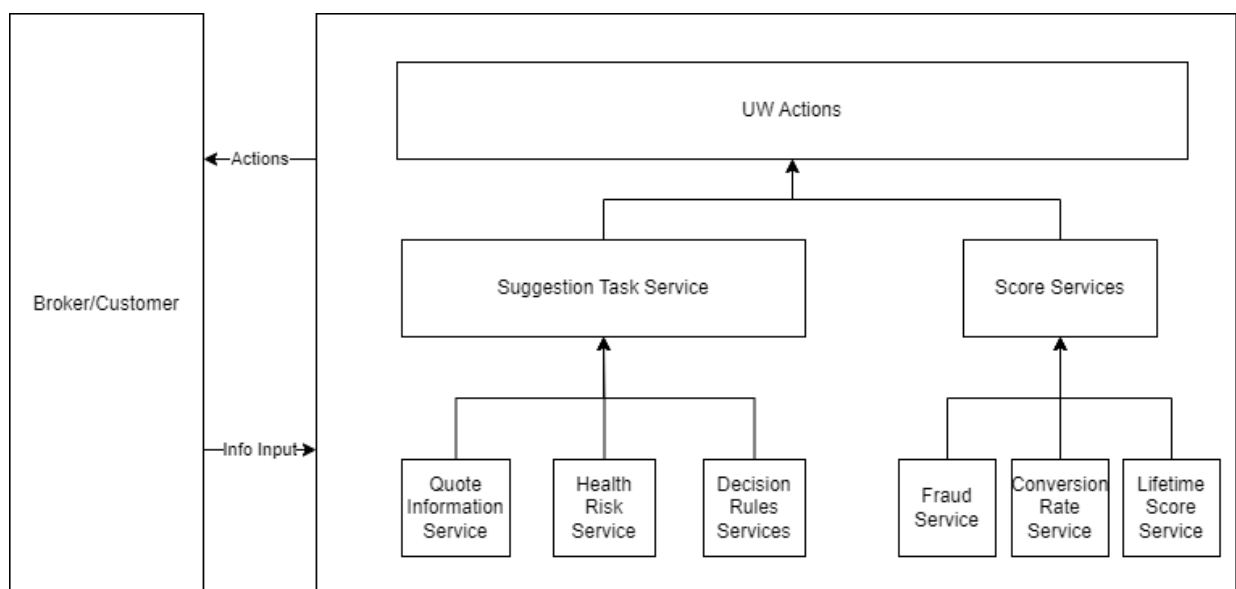 UW Actions
Actions
Suggestion Task Service
Score Services
Broker/Customer
Info Input
Quote
Information
Service
Health
Risk
Service
Decision
Rules
Services
Fraud
Service
Conversion
Rate
Service
Lifetime
Score
Service